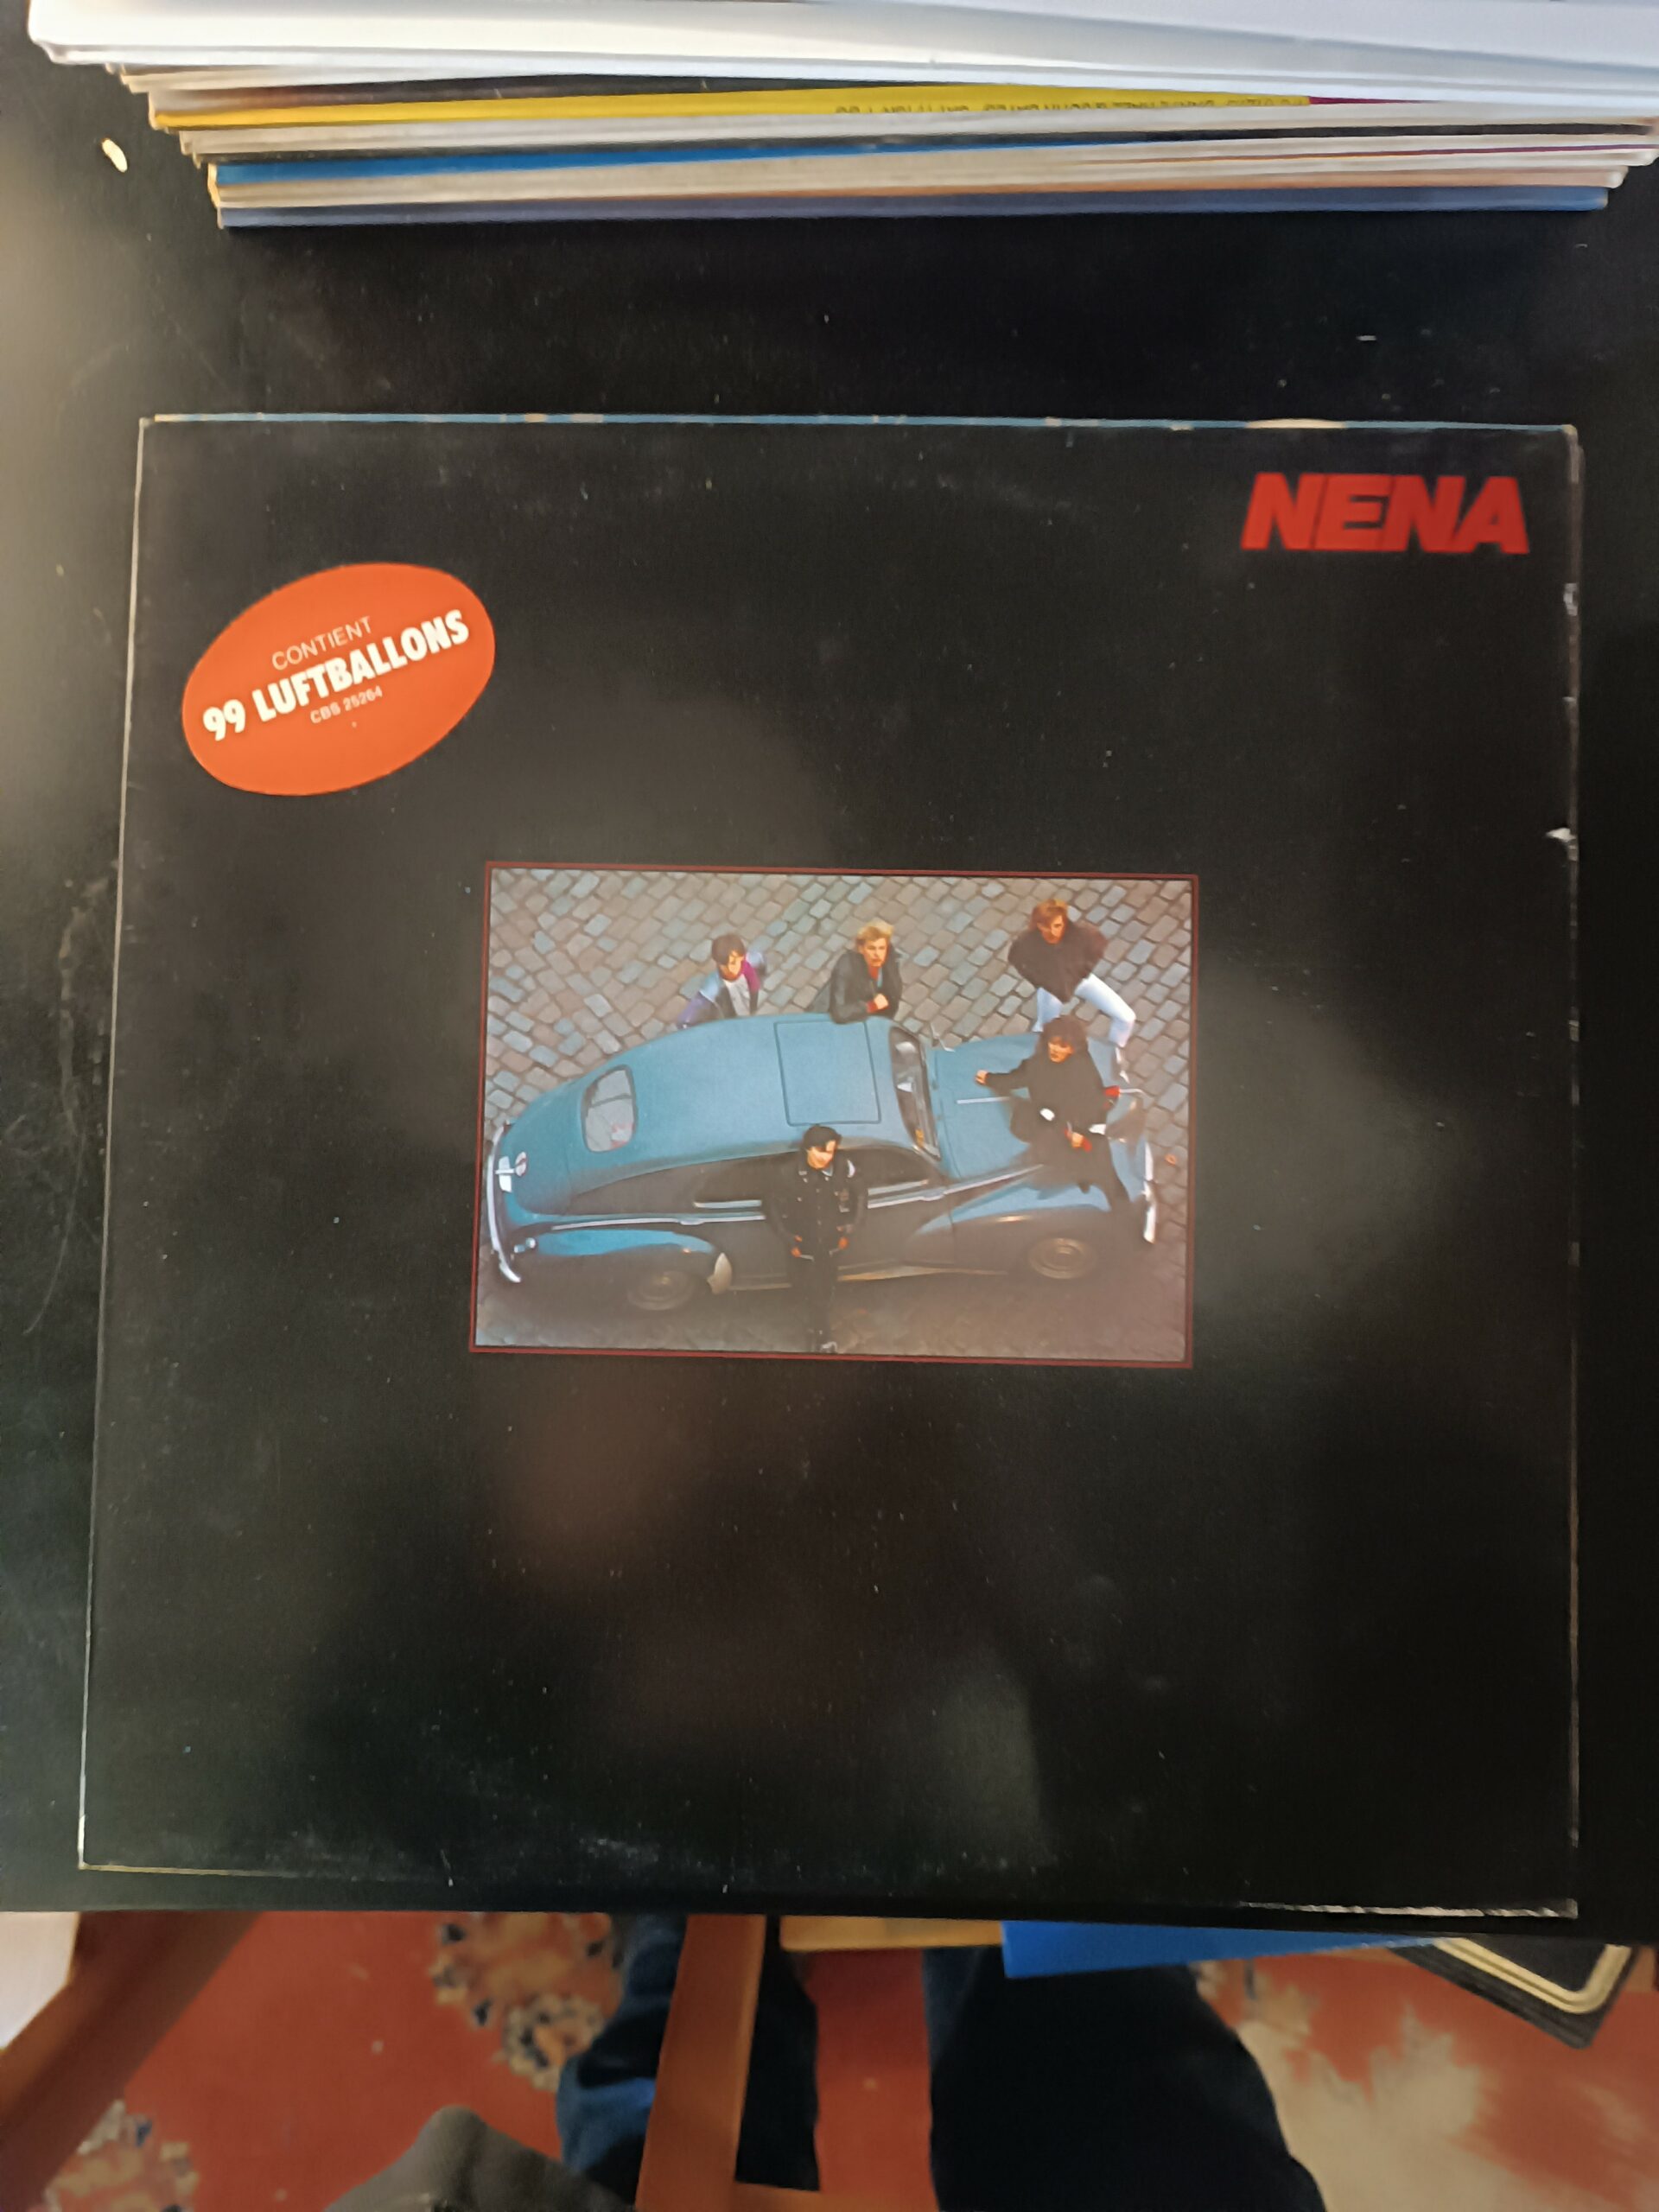 NENA
CONTIENT
99 LUFTBALLONS
CBS 25264